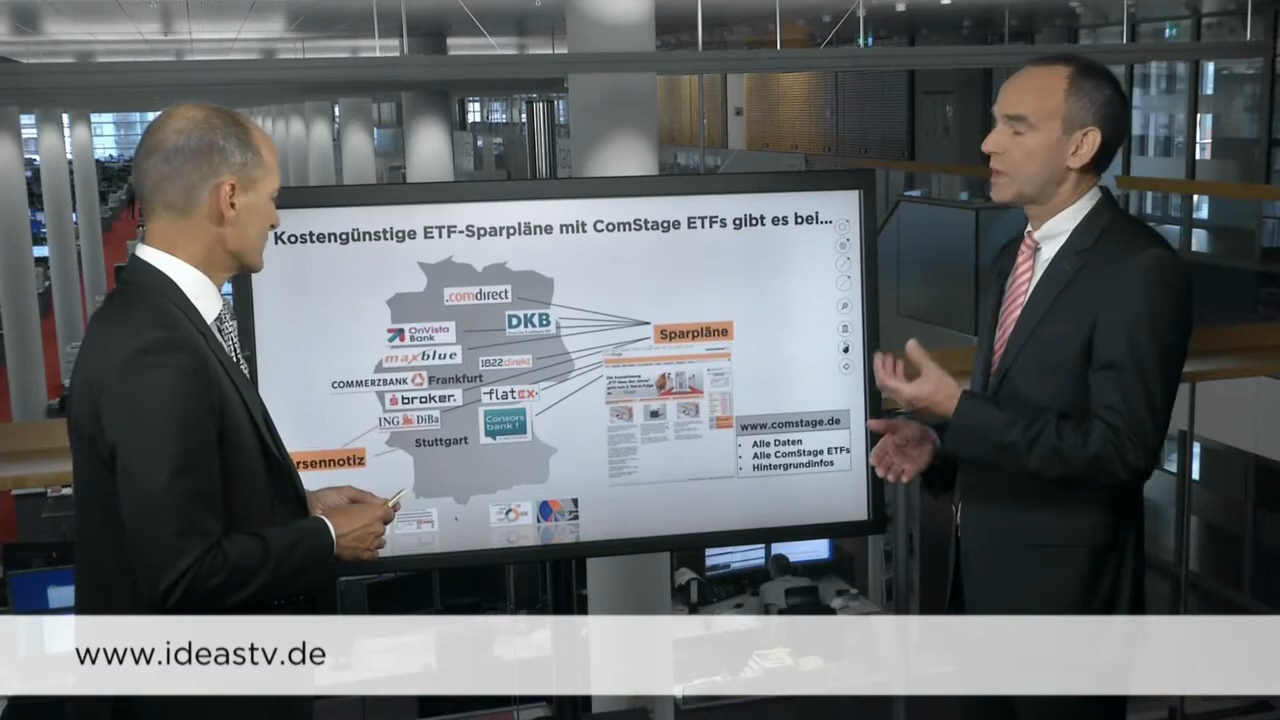 Kostengünstige ETF-Sparpläne mit ComStage ETFs gibt es bei...
.comdirect
OnVista
Bank
DKB
maxblue
1822direkt
COMMERZBANK
Frankfurt
broker.
flatex
ING DiBa
Consors
bank!
Stuttgart
rsennotiz
Sparpläne
www.comstage.de
• Alle Daten
• Alle ComStage ETFs
• Hintergrundinfos
www.ideastv.de